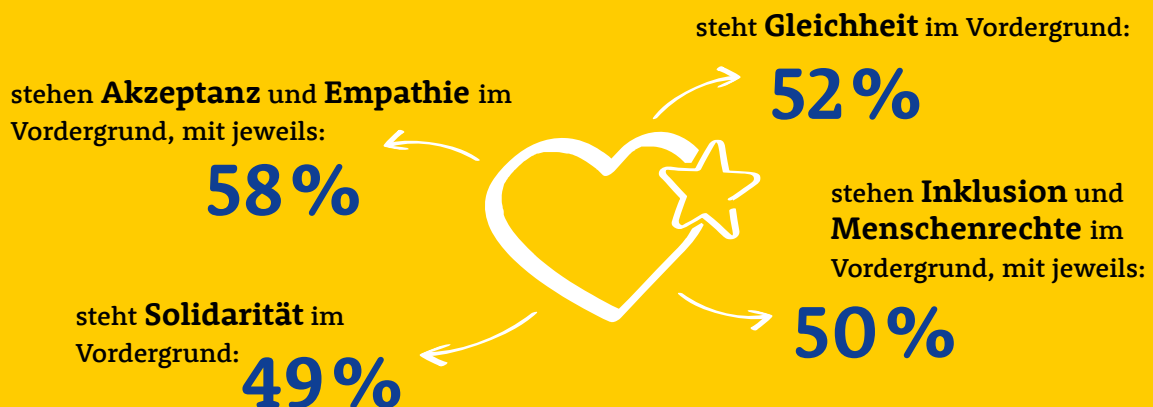 steht Gleichheit im Vordergrund:
52 %
stehen Akzeptanz und Empathie im
Vordergrund, mit jeweils:
58 %
stehen Inklusion und
Menschenrechte im
Vordergrund, mit jeweils:
50 %
steht Solidarität im
Vordergrund:
49 %